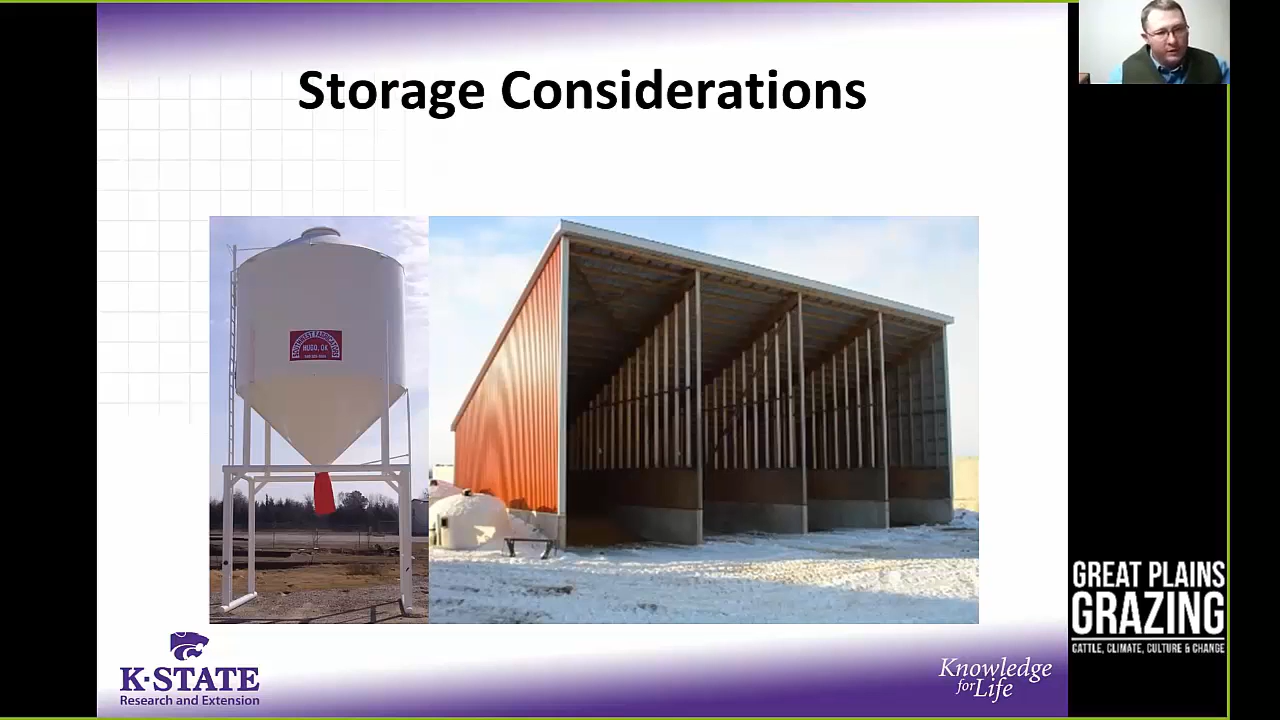 Storage Considerations
HUGO, OK
K-STATE
Research and Extension
Knowledge
for Life
GREAT PLAINS
GRAZING
CATTLE, CLIMATE, CULTURE & CHANGE